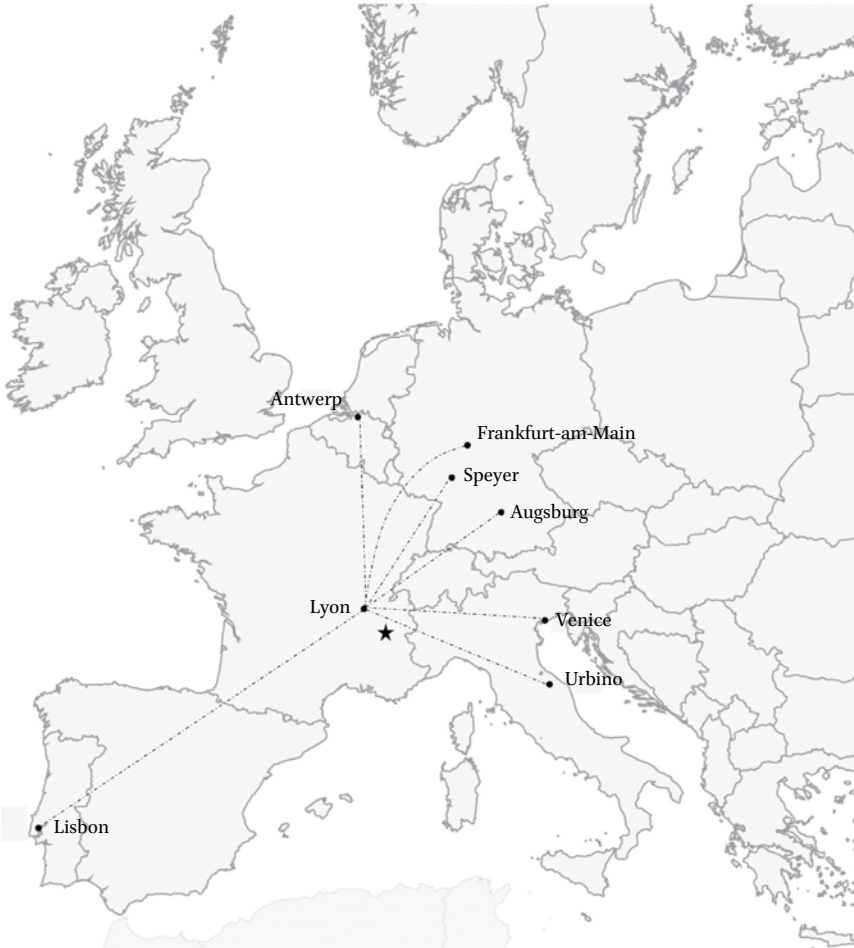 Antwerp
Frankfurt-am-Main
Speyer
Augsburg
Lyon
Venice
Urbino
Lisbon